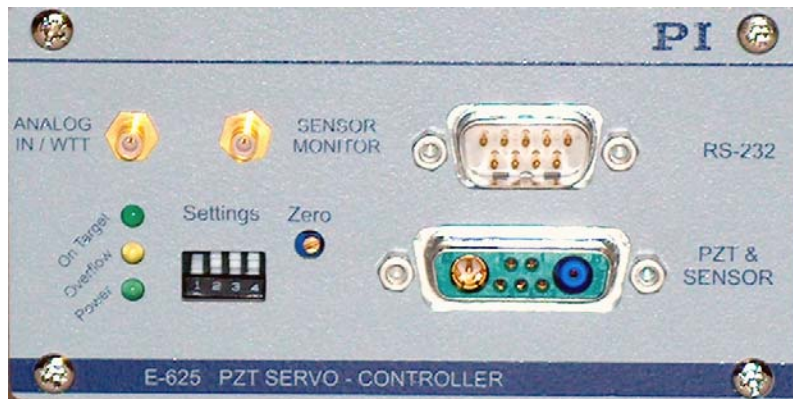 PI
ANALOG
IN / WTT
SENSOR
MONITOR
RS-232
On Target
Overflow
Power
Settings
1 2 3 4
Zero
PZT &
SENSOR
E-625 PZT SERVO - CONTROLLER